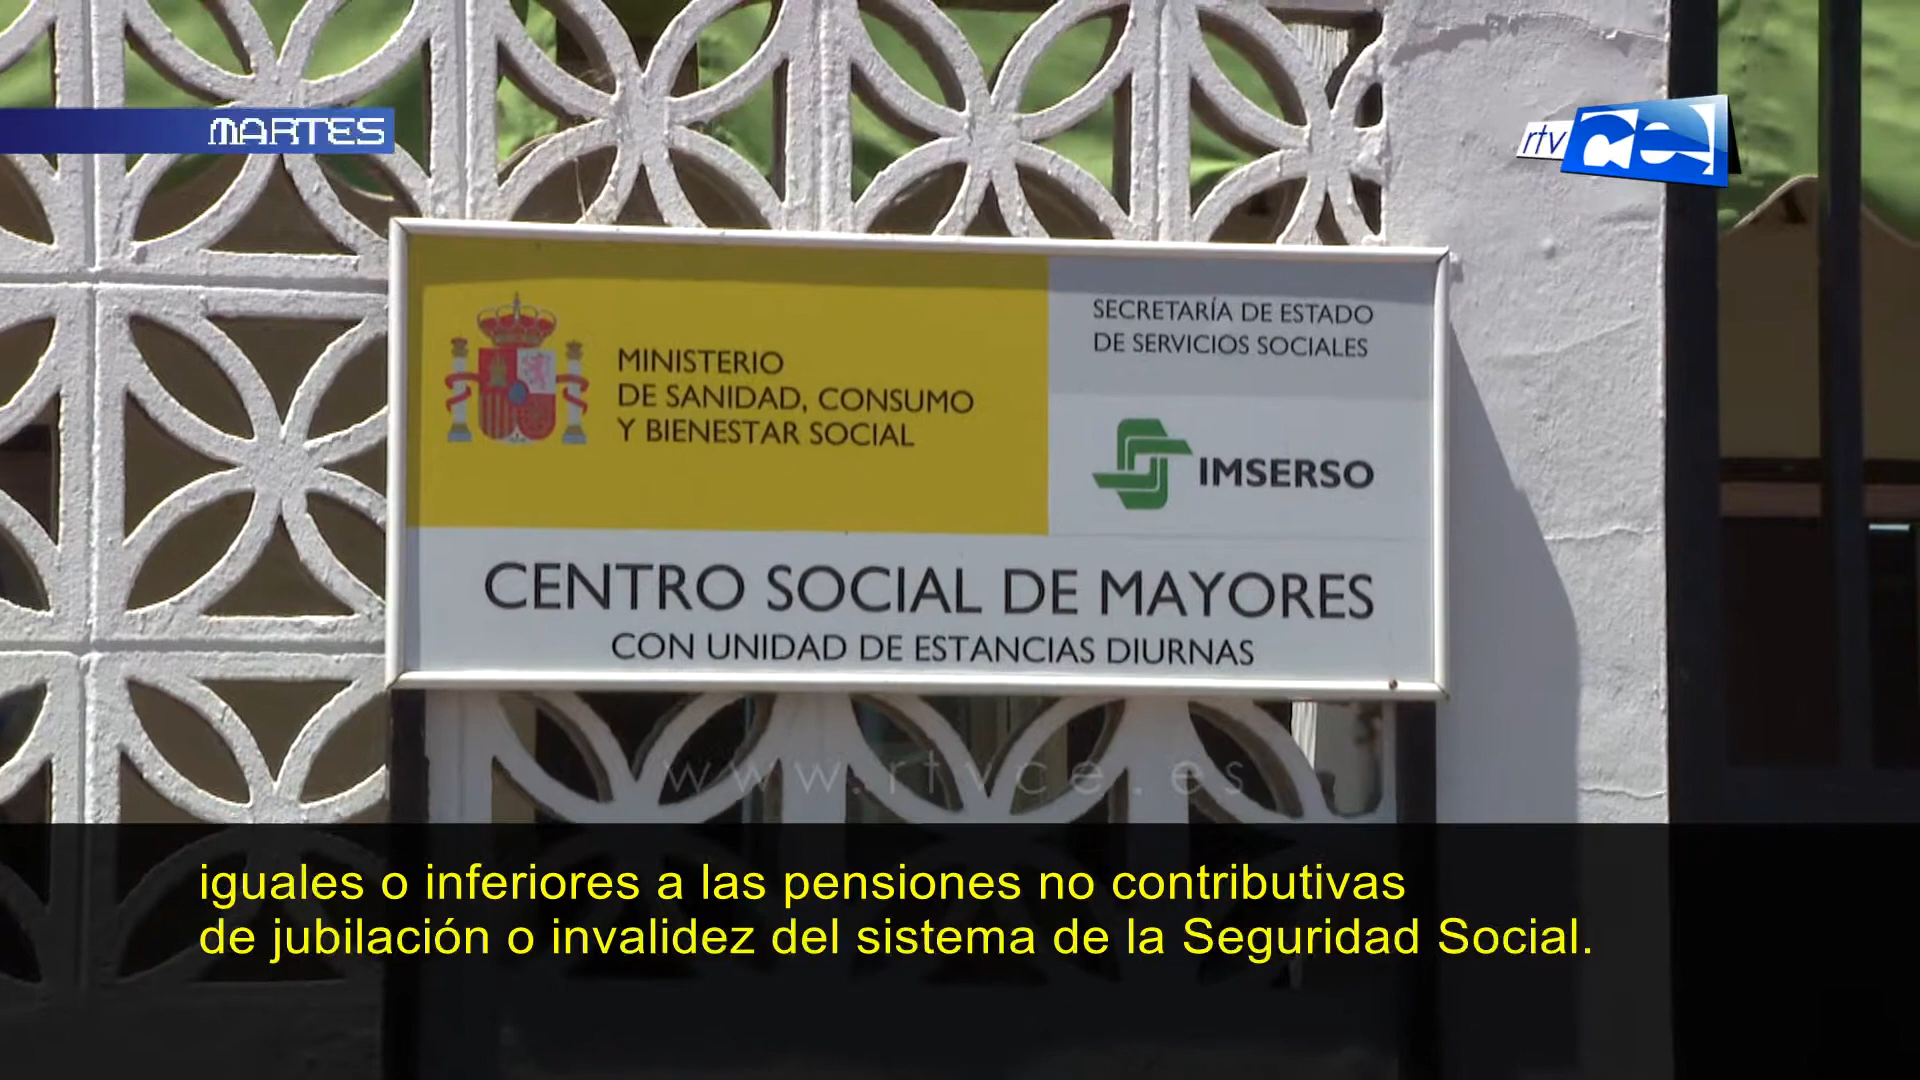 MARTES
rtv ce!
MINISTERIO
DE SANIDAD, CONSUMO
Y BIENESTAR SOCIAL
SECRETARÍA DE ESTADO
DE SERVICIOS SOCIALES
IMSERSO
CENTRO SOCIAL DE MAYORES
CON UNIDAD DE ESTANCIAS DIURNAS
www.rtvce.es
iguales o inferiores a las pensiones no contributivas
de jubilación o invalidez del sistema de la Seguridad Social.